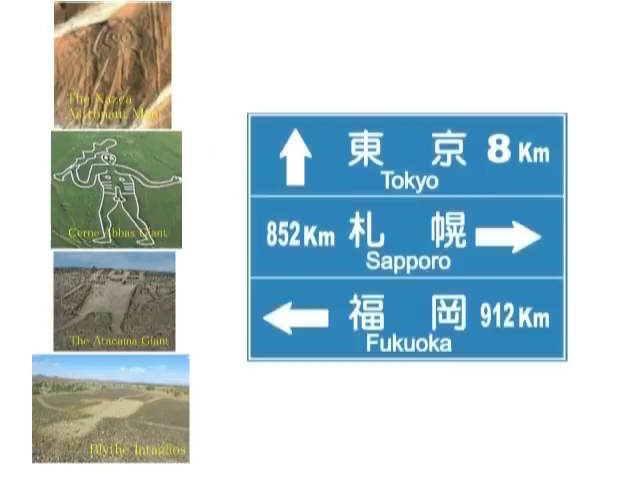 The Nazca
Astronaut Man
Cerne Abbas Giant
The Atacama Giant
Blythe Intaglios
東京 8 Km
Tokyo
852 Km 札幌
Sapporo
福岡 912 Km
Fukuoka